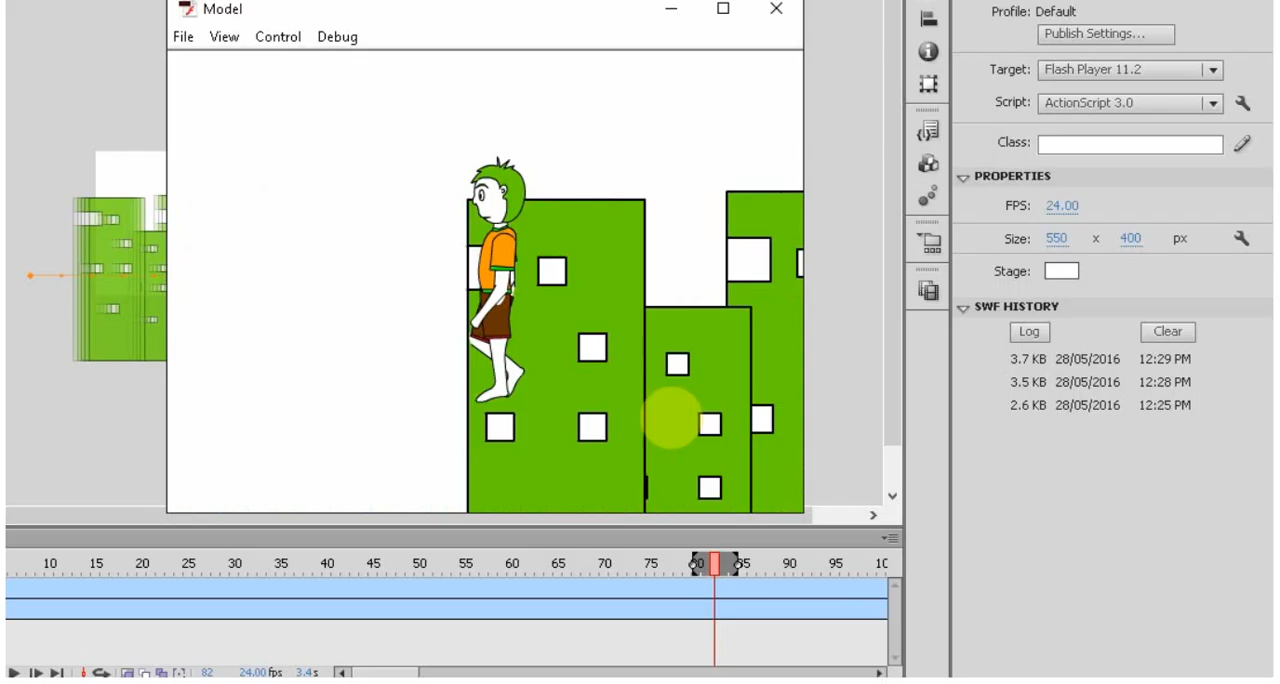 Model
File View Control Debug
Profile: Default
Publish Settings...
Target: Flash Player 11.2
Script: ActionScript 3.0
Class:
PROPERTIES
FPS: 24.00
Size: 550 x 400 px
Stage:
SWF HISTORY
Log Clear
3.7 KB 28/05/2016 12:29 PM
3.5 KB 28/05/2016 12:28 PM
2.6 KB 28/05/2016 12:25 PM
10 15 20 25 30 35 40 45 50 55 60 65 70 75 80 85 90 95
82 24.00 fps 3.4 s